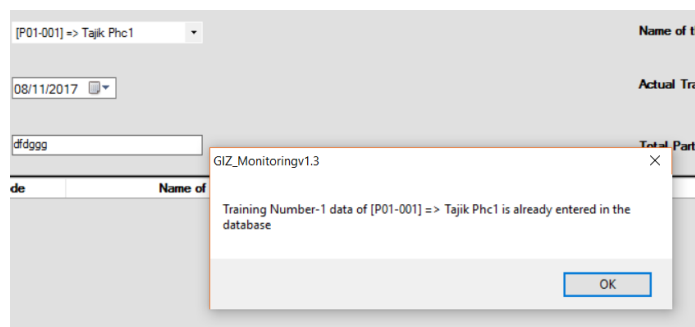 [P01-001] => Tajik Phc1
Name of t
08/11/2017
Actual Tra
dfdggg
Total Part
GIZ_Monitoringv1.3
de
Name of
Training Number-1 data of [P01-001] => Tajik Phc1 is already entered in the
database
OK